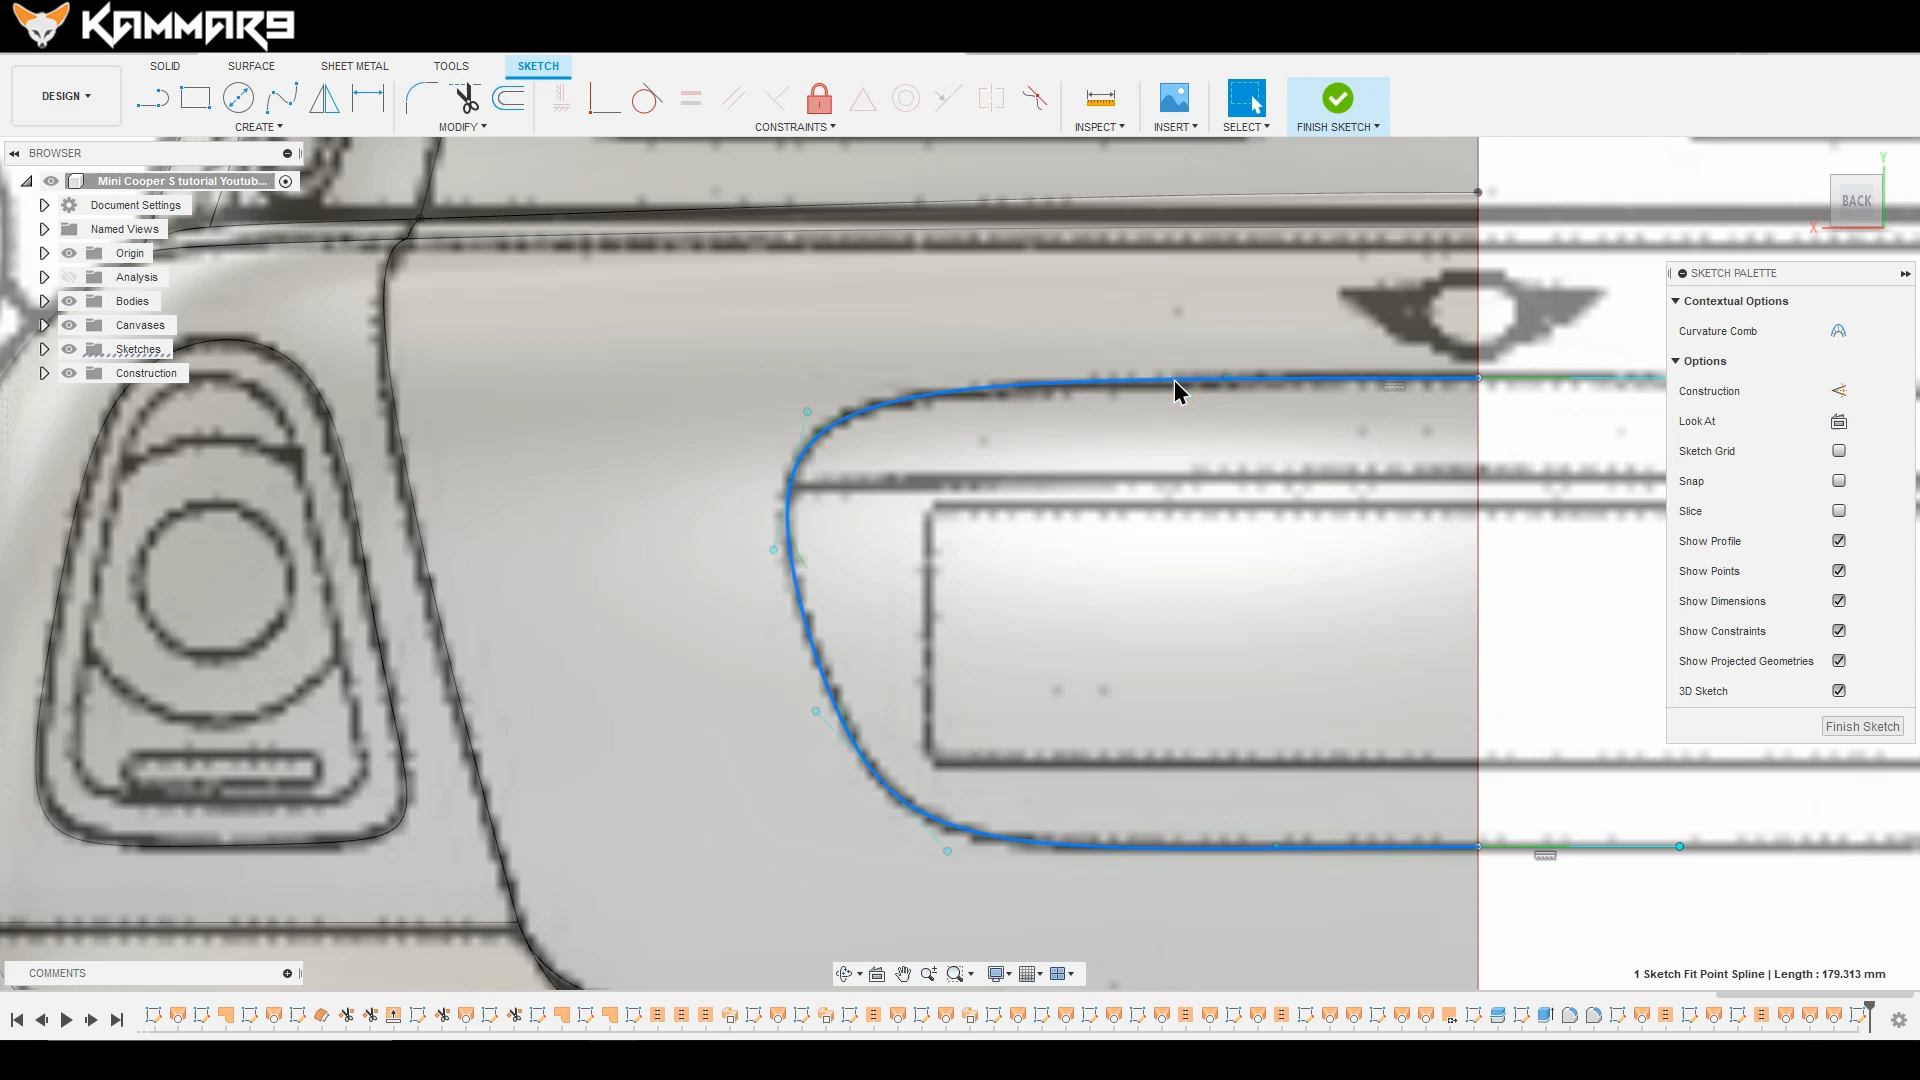 KAMMAR9
SOLID SURFACE SHEET METAL TOOLS SKETCH
DESIGN
CREATE MODIFY CONSTRAINTS INSPECT INSERT SELECT FINISH SKETCH
BROWSER
Mini Cooper S tutorial Youtub...
Document Settings
Named Views
Origin
Analysis
Bodies
Canvases
Sketches
Construction
Y
BACK
X
SKETCH PALETTE
Contextual Options
Curvature Comb
Options
Construction
Look At
Sketch Grid
Snap
Slice
Show Profile
Show Points
Show Dimensions
Show Constraints
Show Projected Geometries
3D Sketch
Finish Sketch
COMMENTS
1 Sketch Fit Point Spline | Length : 179.313 mm